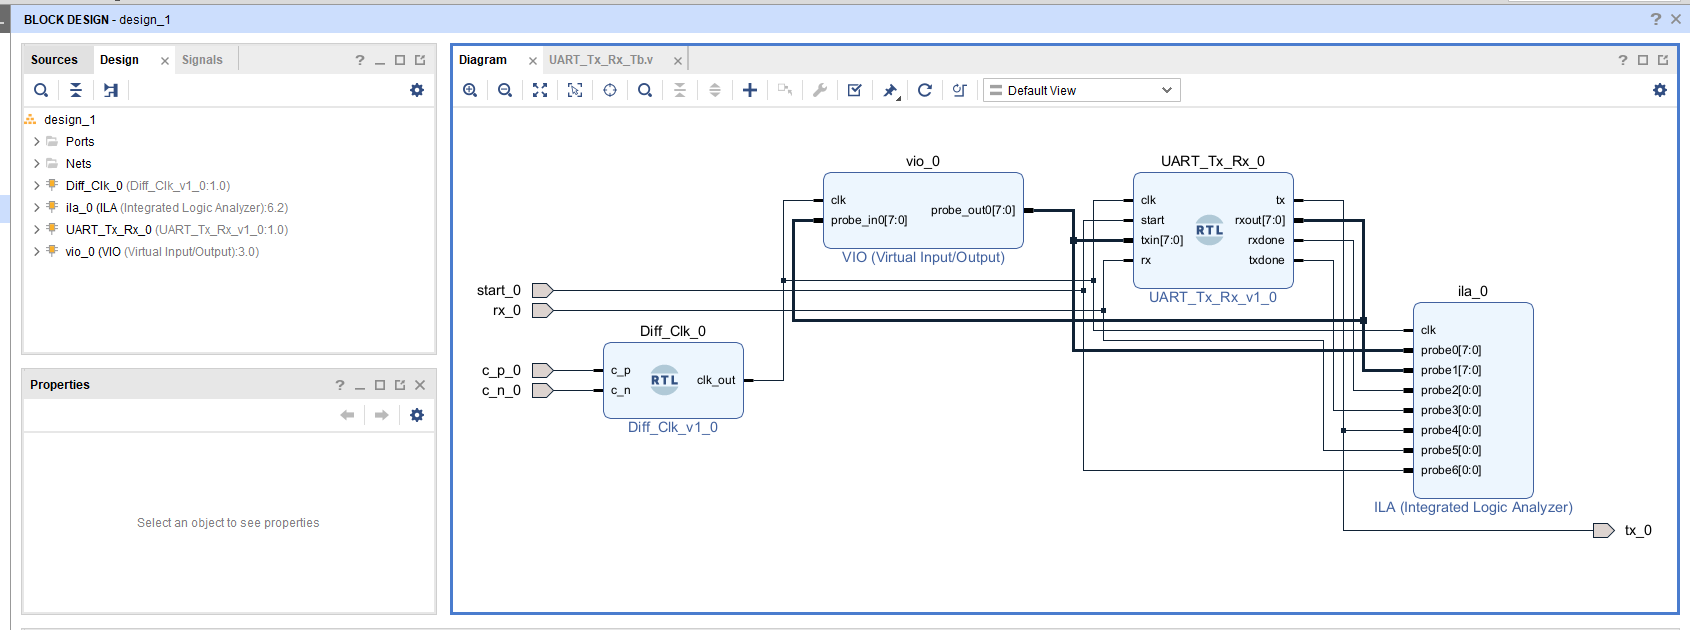 BLOCK DESIGN - design_1
Sources Design Signals
design_1
Ports
Nets
Diff_Clk_0 (Diff_Clk_v1_0:1.0)
ila_0 (ILA (Integrated Logic Analyzer):6.2)
UART_Tx_Rx_0 (UART_Tx_Rx_v1_0:1.0)
vio_0 (VIO (Virtual Input/Output):3.0)
Properties
Select an object to see properties
Diagram UART_Tx_Rx_Tb.v
Default View
vio_0
clk
probe_in0[7:0]
probe_out0[7:0]
VIO (Virtual Input/Output)
UART_Tx_Rx_0
clk
start
txin[7:0]
rx
RTL
tx
rxout[7:0]
rxdone
txdone
UART_Tx_Rx_v1_0
start_0
rx_0
c_p_0
c_n_0
Diff_Clk_0
c_p
c_n
RTL
clk_out
Diff_Clk_v1_0
ila_0
clk
probe0[7:0]
probe1[7:0]
probe2[0:0]
probe3[0:0]
probe4[0:0]
probe5[0:0]
probe6[0:0]
ILA (Integrated Logic Analyzer)
tx_0